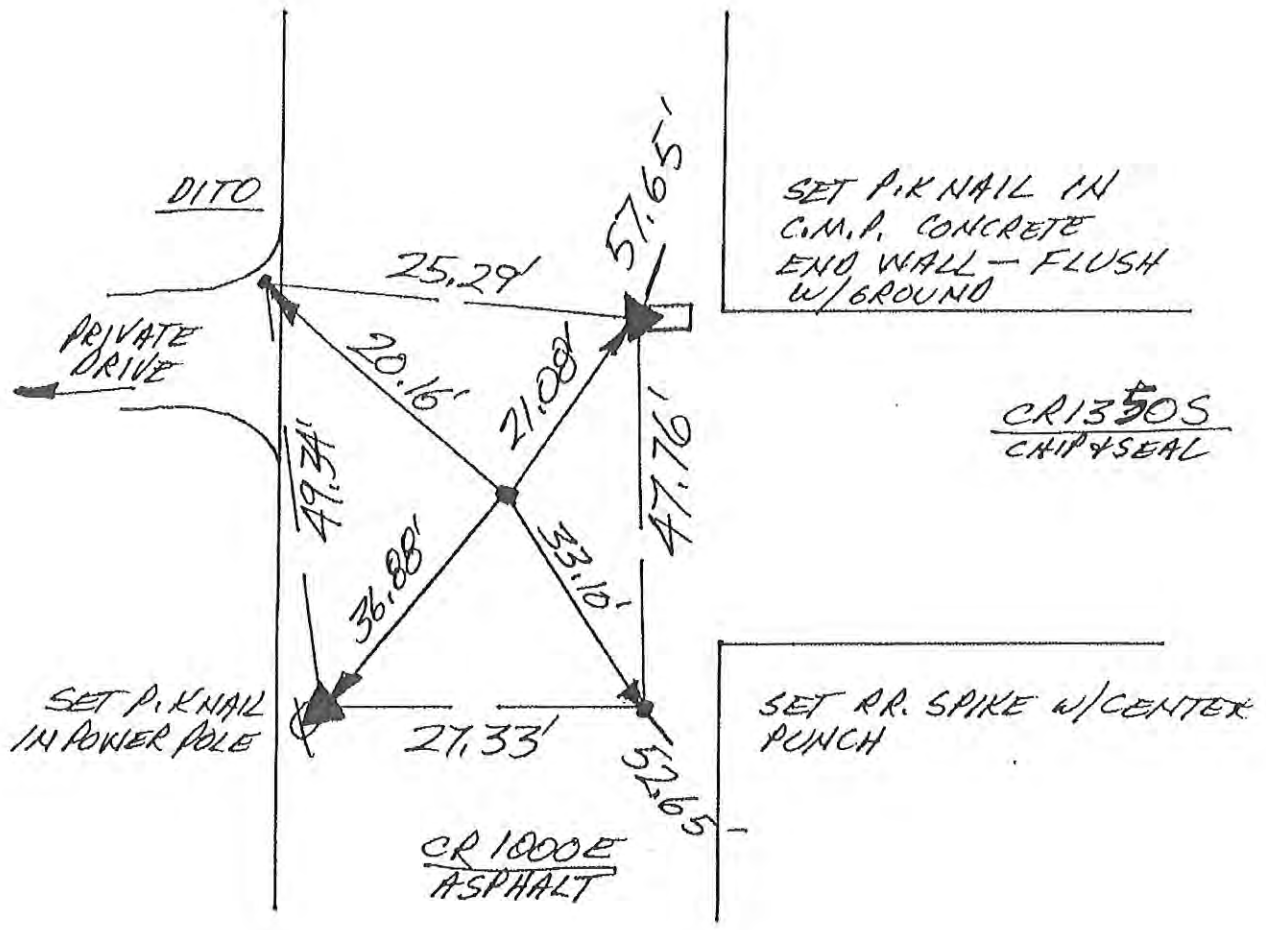 DITO
57.65'
SET P.K NAIL IN
C.M.P. CONCRETE
END WALL — FLUSH
W/GROUND
25.29'
PRIVATE
DRIVE
20.16'
21.08'
49.34'
47.76'
CR1350S
CHIP & SEAL
36.88'
33.10'
SET P.K NAIL
IN POWER POLE
27.33'
SET RR. SPIKE W/CENTER
PUNCH
52.65
CR 1000E
ASPHALT